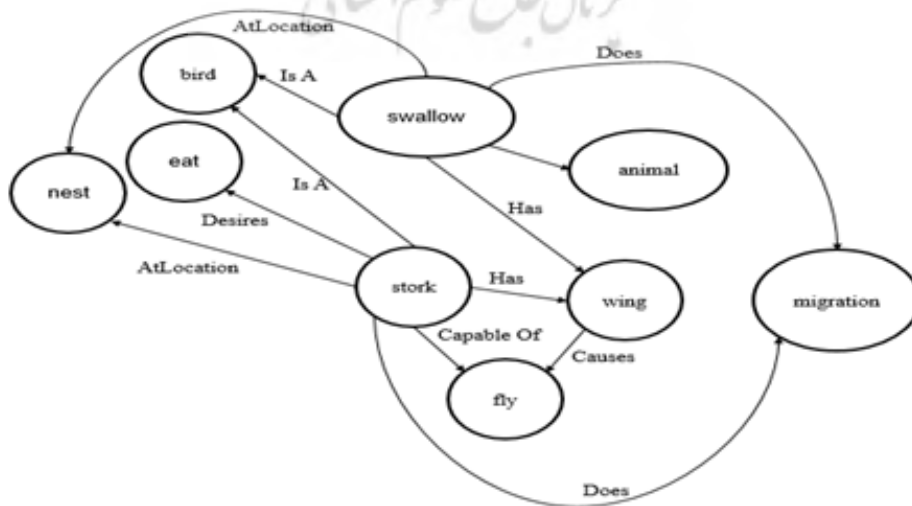 AtLocation
Does
bird
Is A
swallow
eat
animal
nest
Is A
Has
Desires
AtLocation
stork
Has
wing
migration
Capable Of
Causes
fly
Does